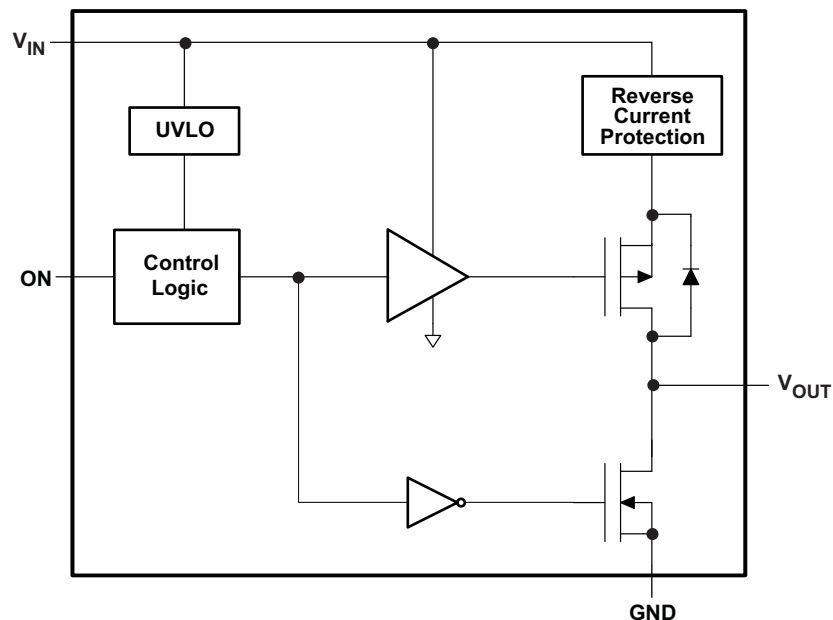 VIN
UVLO
Reverse
Current
Protection
ON
Control
Logic
VOUT
GND